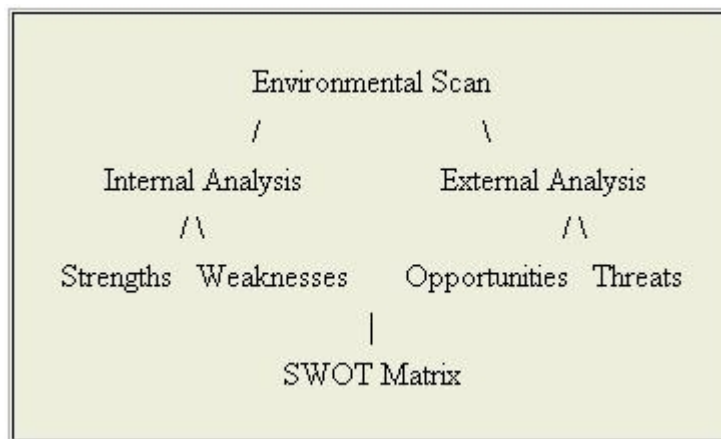 Environmental Scan
/ \
Internal Analysis External Analysis
/ \ / \
Strengths Weaknesses Opportunities Threats
|
SWOT Matrix